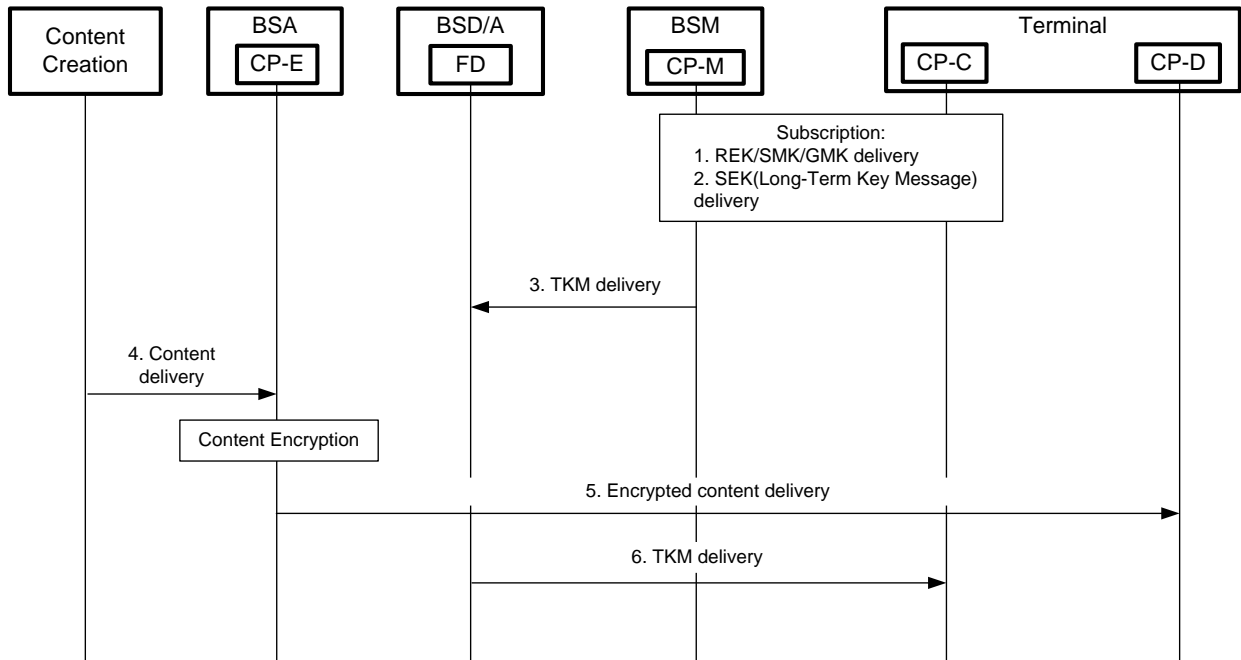 Content
Creation
BSA
CP-E
BSD/A
FD
BSM
CP-M
Terminal
CP-C
CP-D
Subscription:
1. REK/SMK/GMK delivery
2. SEK(Long-Term Key Message)
delivery
3. TKM delivery
4. Content
delivery
Content Encryption
5. Encrypted content delivery
6. TKM delivery